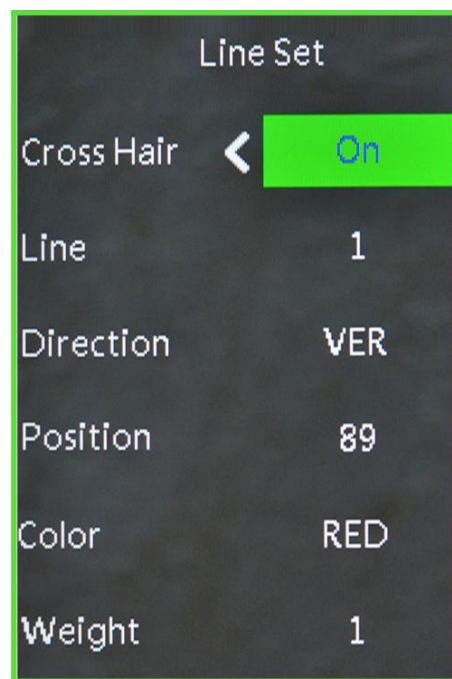 Line Set
Cross Hair < On
Line 1
Direction VER
Position 89
Color RED
Weight 1